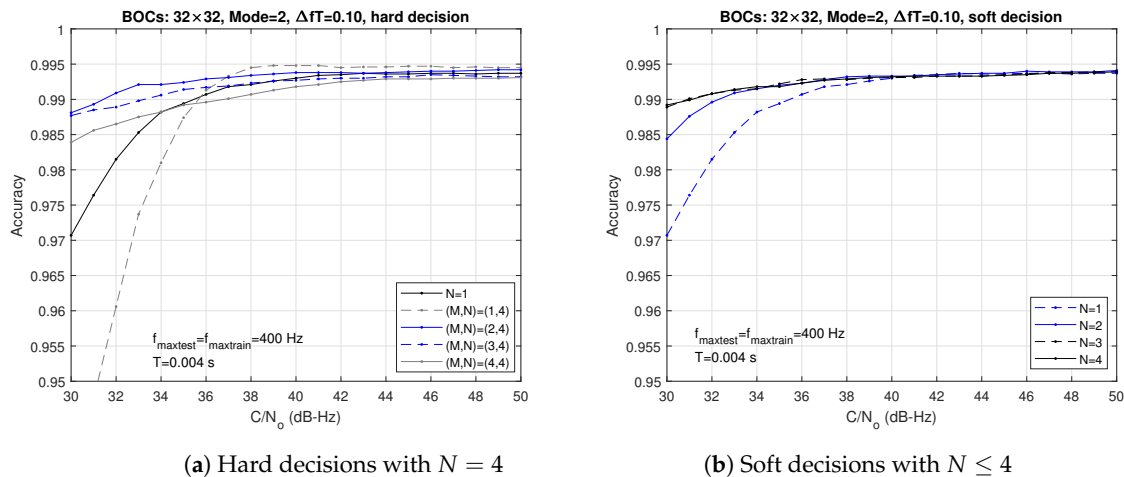 BOCs: 32×32, Mode=2, ΔfT=0.10, hard decision
1
0.995
0.99
0.985
0.98
0.975
0.97
0.965
0.96
0.955
0.95
Accuracy
30 32 34 36 38 40 42 44 46 48 50
C/No (dB-Hz)
fmaxtest=fmaxtrain=400 Hz
T=0.004 s
N=1
(M,N)=(1,4)
(M,N)=(2,4)
(M,N)=(3,4)
(M,N)=(4,4)
(a) Hard decisions with N = 4
BOCs: 32×32, Mode=2, ΔfT=0.10, soft decision
1
0.995
0.99
0.985
0.98
0.975
0.97
0.965
0.96
0.955
0.95
Accuracy
30 32 34 36 38 40 42 44 46 48 50
C/No (dB-Hz)
fmaxtest=fmaxtrain=400 Hz
T=0.004 s
N=1
N=2
N=3
N=4
(b) Soft decisions with N ≤ 4